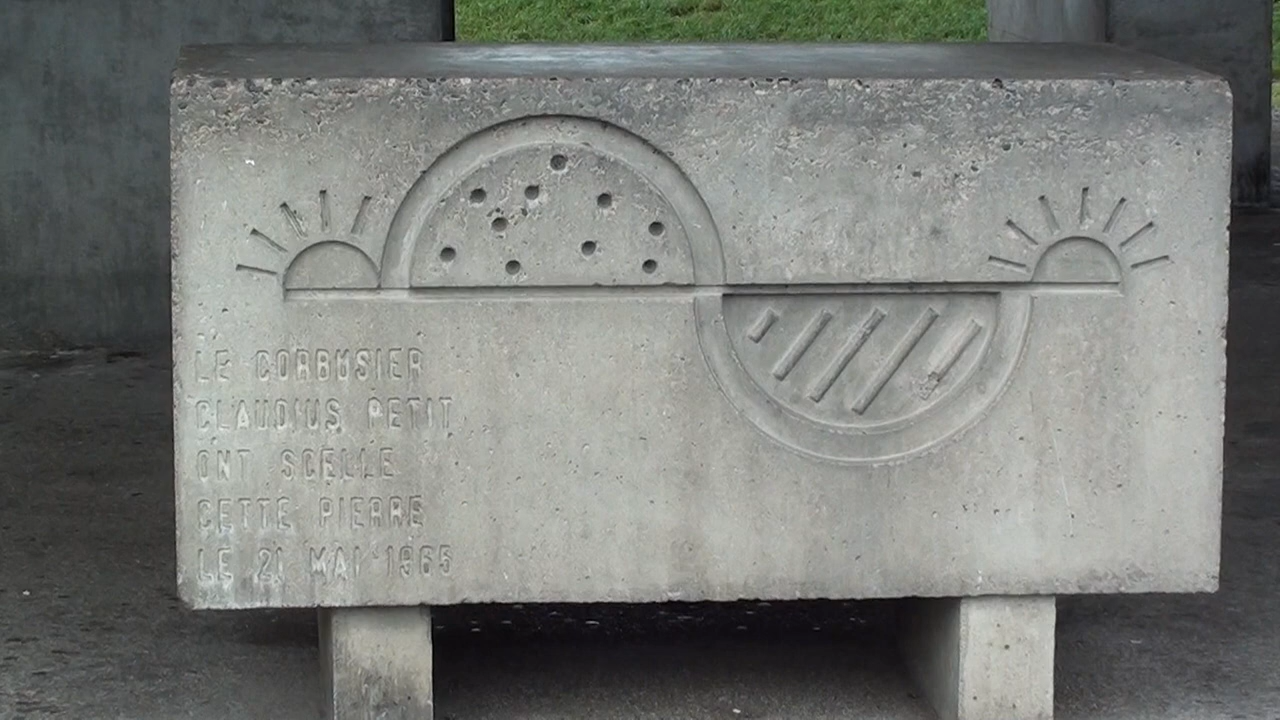 LE CORBUSIER
CLAUDIUS PETIT
ONT SCELLE
CETTE PIERRE
LE 21 MAI 1965